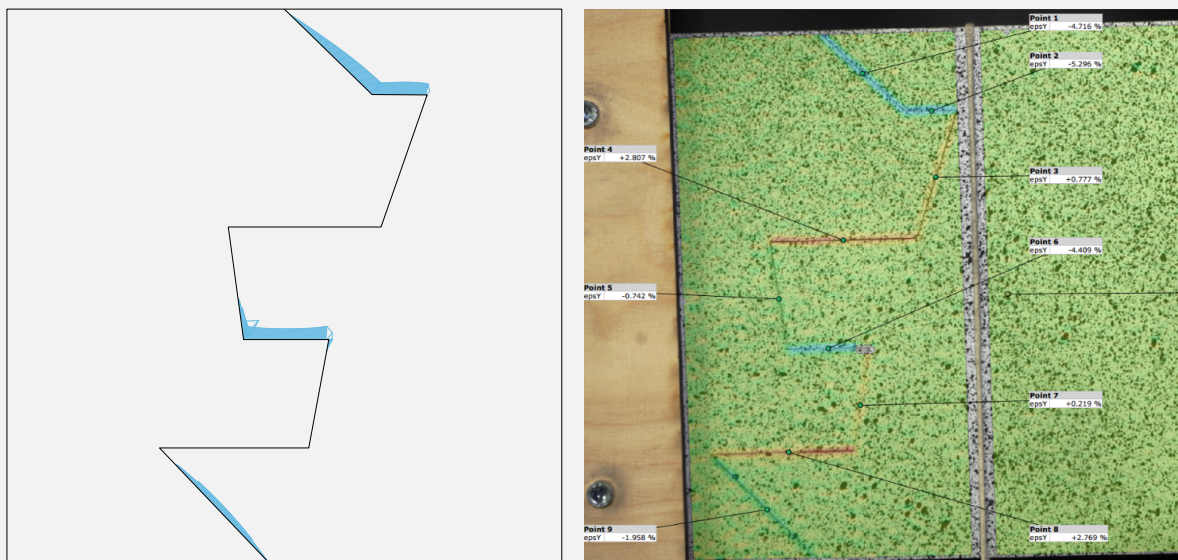 Point 1
epsY -4.716 %
Point 2
epsY -5.296 %
Point 4
epsY +2.807 %
Point 3
epsY +0.777 %
Point 6
epsY -4.409 %
Point 5
epsY -0.742 %
Point 7
epsY +0.219 %
Point 9
epsY -1.958 %
Point 8
epsY +2.769 %